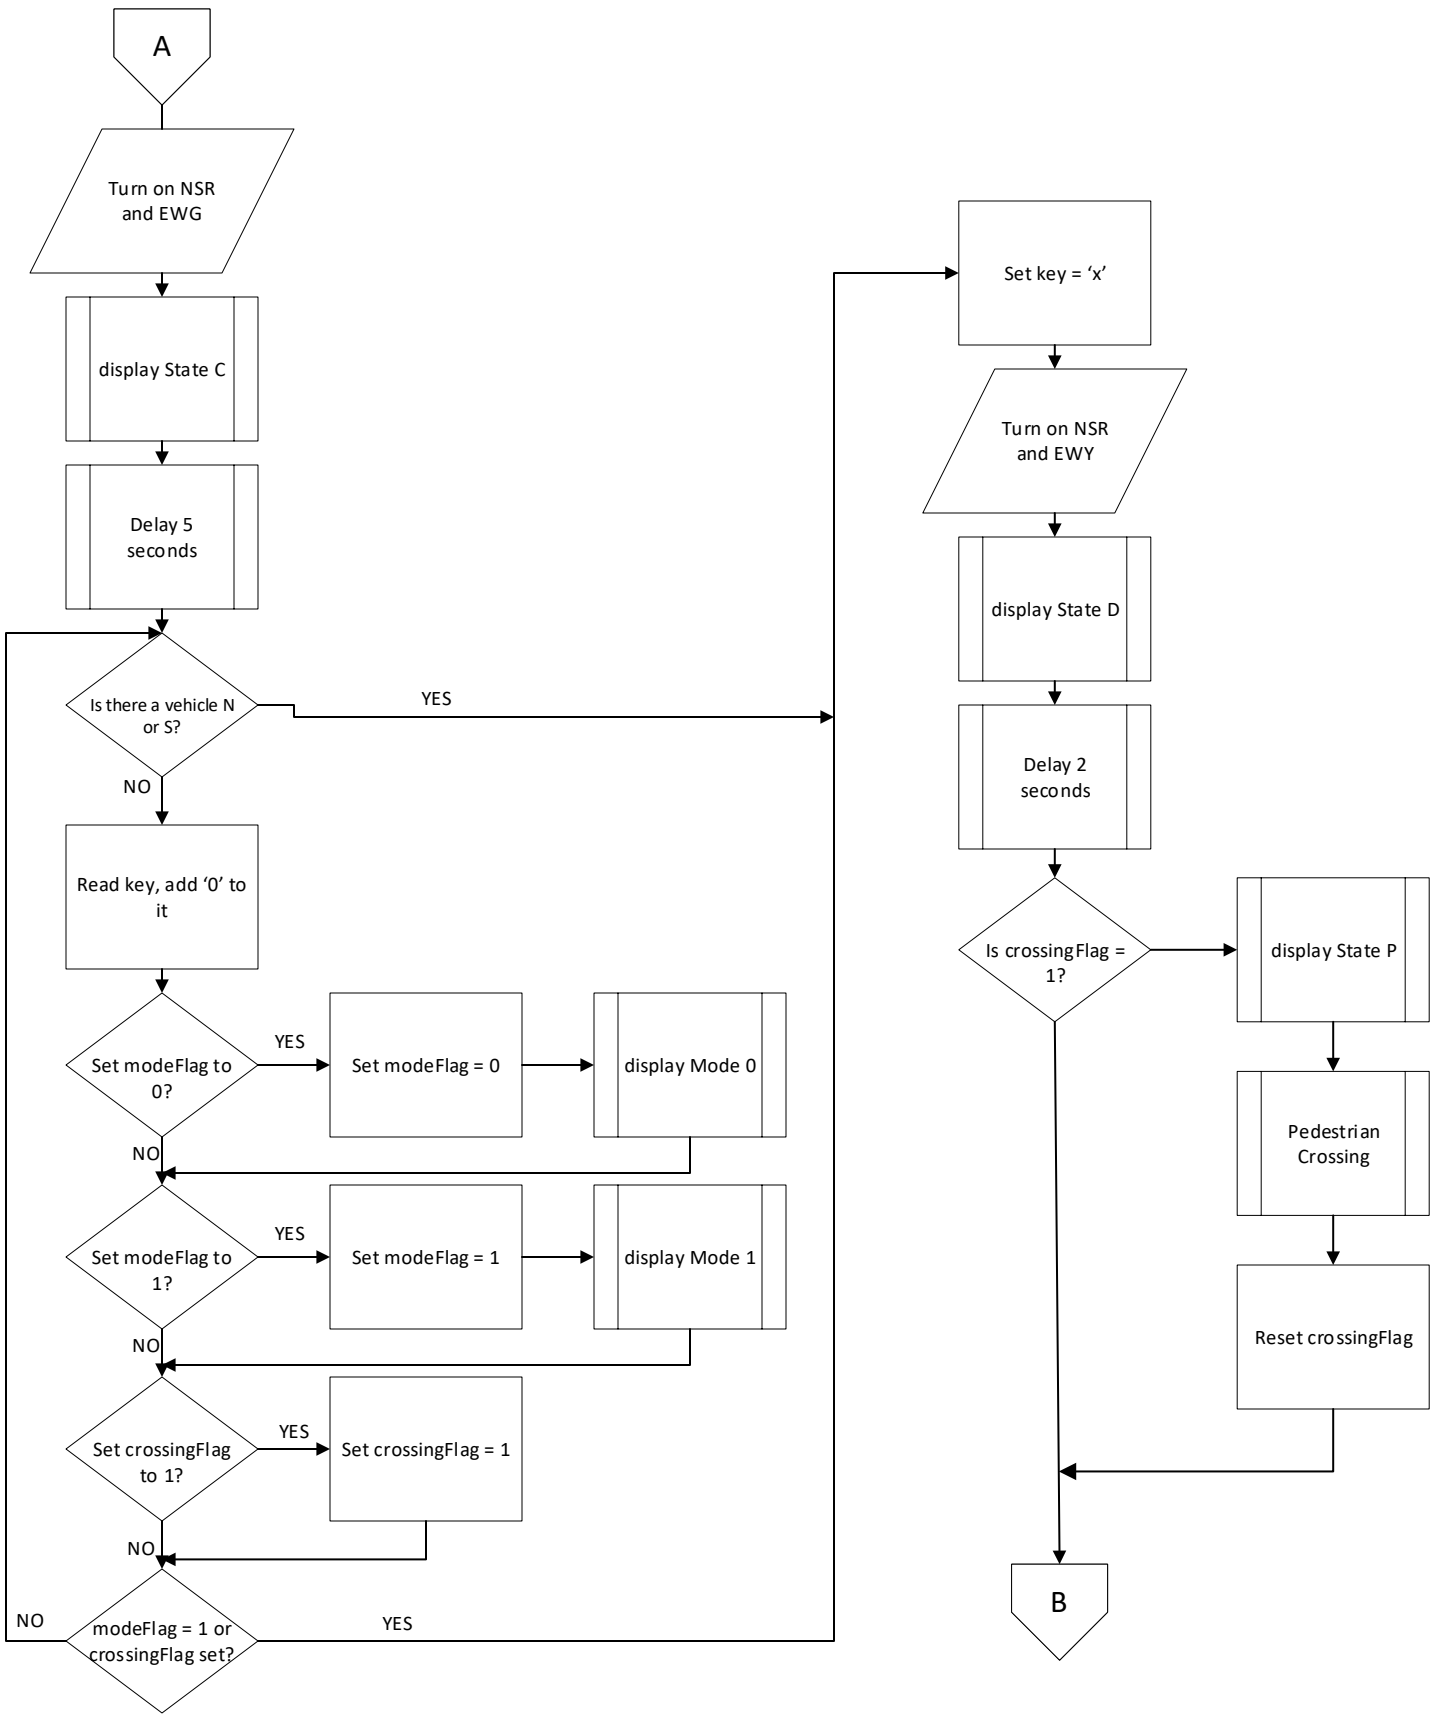 A
Turn on NSR
and EWG
display State C
Delay 5
seconds
Is there a vehicle N
or S?
YES
NO
Read key, add ‘0’ to
it
Set modeFlag to
0?
YES
Set modeFlag = 0
display Mode 0
NO
Set modeFlag to
1?
YES
Set modeFlag = 1
display Mode 1
NO
Set crossingFlag
to 1?
YES
Set crossingFlag = 1
NO
modeFlag = 1 or
crossingFlag set?
NO
YES
Set key = ‘x’
Turn on NSR
and EWY
display State D
Delay 2
seconds
Is crossingFlag =
1?
display State P
Pedestrian
Crossing
Reset crossingFlag
B